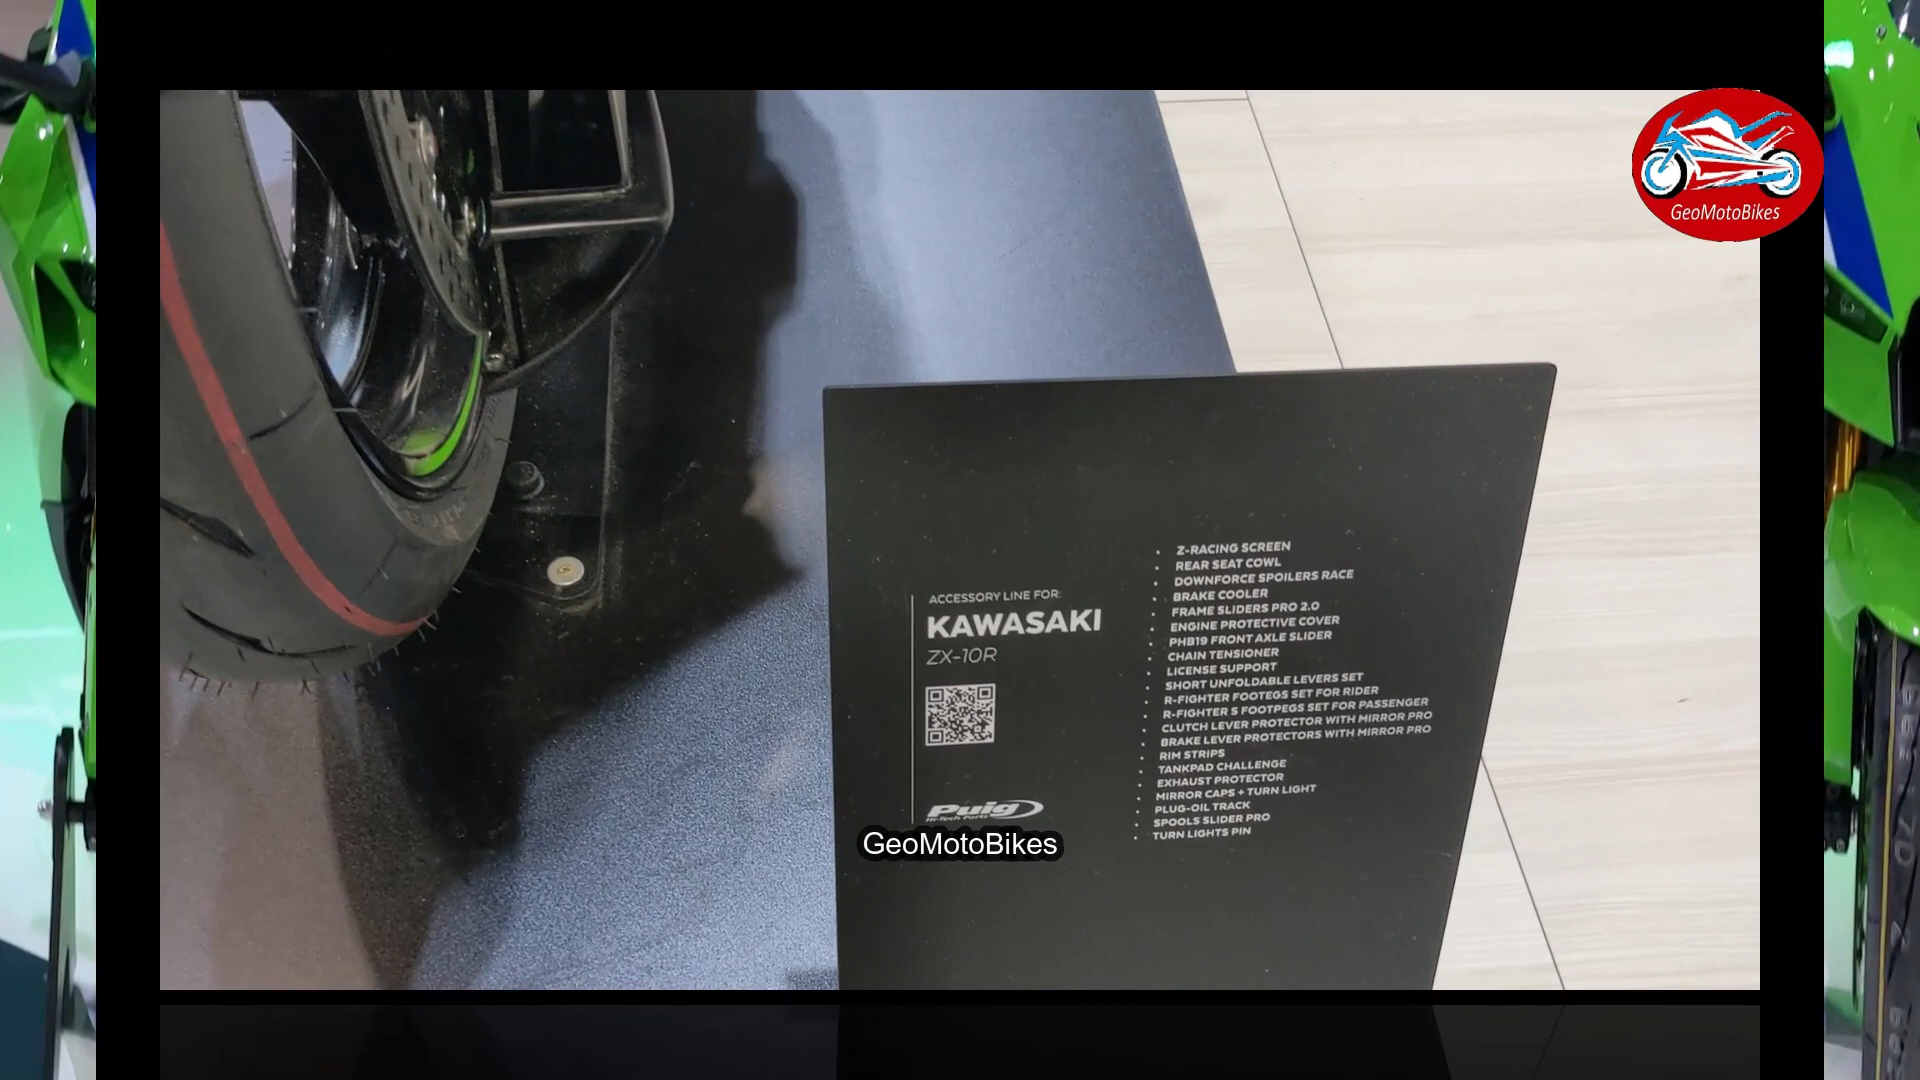 GeoMotoBikes
ACCESSORY LINE FOR:
KAWASAKI
ZX-10R
Puig
Hi-Tech Parts
GeoMotoBikes
• Z-RACING SCREEN
• REAR SEAT COWL
• DOWNFORCE SPOILERS RACE
• BRAKE COOLER
• FRAME SLIDERS PRO 2.0
• ENGINE PROTECTIVE COVER
• PHB19 FRONT AXLE SLIDER
• CHAIN TENSIONER
• LICENSE SUPPORT
• SHORT UNFOLDABLE LEVERS SET
• R-FIGHTER FOOTEGS SET FOR RIDER
• R-FIGHTER S FOOTPEGS SET FOR PASSENGER
• CLUTCH LEVER PROTECTOR WITH MIRROR PRO
• BRAKE LEVER PROTECTORS WITH MIRROR PRO
• RIM STRIPS
• TANKPAD CHALLENGE
• EXHAUST PROTECTOR
• MIRROR CAPS + TURN LIGHT
• PLUG-OIL TRACK
• SPOOLS SLIDER PRO
• TURN LIGHTS PIN